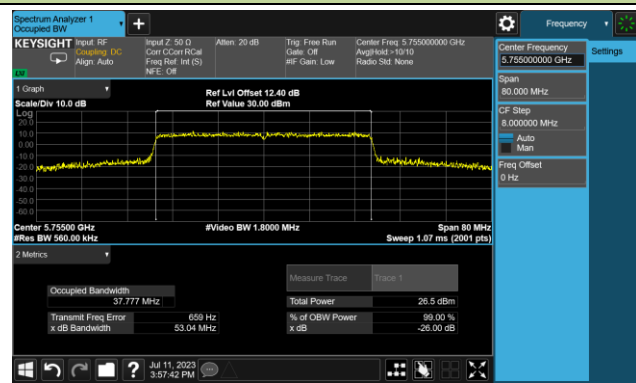 Spectrum Analyzer 1
Occupied BW
+
Frequency
KEYSIGHT
Input: RF
Coupling: DC
Align: Auto
Input Z: 50 Ω
Corr CCorr RCal
Freq Ref: Int (S)
NFE: Off
Atten: 20 dB
Trig: Free Run
Gate: Off
#IF Gain: Low
Center Freq: 5.755000000 GHz
Avg|Hold:>10/10
Radio Std: None
Center Frequency
5.755000000 GHz
Settings
Span
80.000 MHz
CF Step
8.000000 MHz
Auto
Man
Freq Offset
0 Hz
1 Graph
Scale/Div 10.0 dB
Ref Lvl Offset 12.40 dB
Ref Value 30.00 dBm
Log
20.0
10.0
0.00
-10.0
-20.0
-30.0
-40.0
-50.0
-60.0
Center 5.75500 GHz
#Res BW 560.00 kHz
#Video BW 1.8000 MHz
Span 80 MHz
Sweep 1.07 ms (2001 pts)
2 Metrics
Measure Trace
Trace 1
Occupied Bandwidth
37.777 MHz
Total Power
26.5 dBm
Transmit Freq Error
659 Hz
% of OBW Power
99.00 %
x dB Bandwidth
53.04 MHz
x dB
-26.00 dB
?
Jul 11, 2023
3:57:42 PM